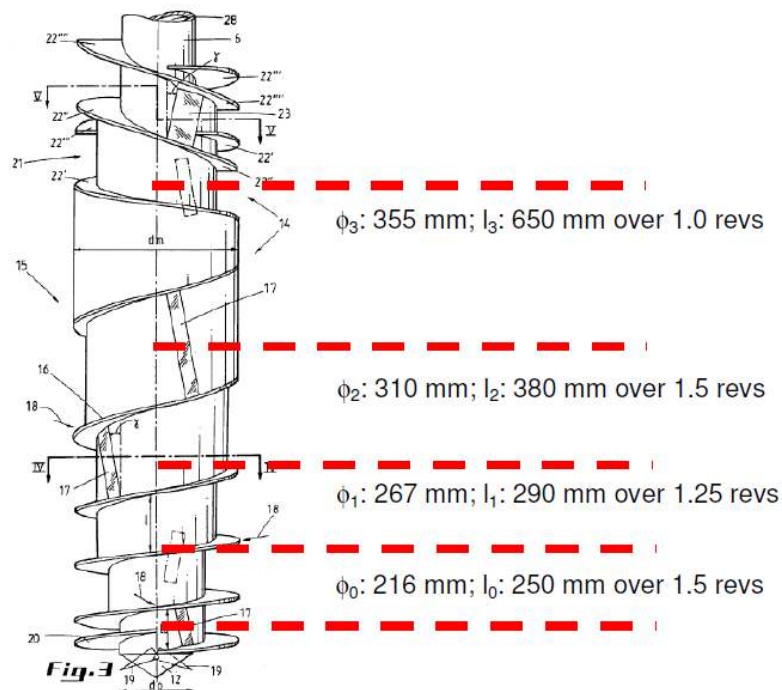 28
22""
6
γ
22'''
V
22""'
22"
23
22'''
V
21
22'
22'
22"
14
ϕ₃: 355 mm; l₃: 650 mm over 1.0 revs
dm
15
17
16
ϕ₂: 310 mm; l₂: 380 mm over 1.5 revs
18
γ
IV
17
ϕ₁: 267 mm; l₁: 290 mm over 1.25 revs
l
18
18
ϕ₀: 216 mm; l₀: 250 mm over 1.5 revs
17
20
Fig.3
19
12
19